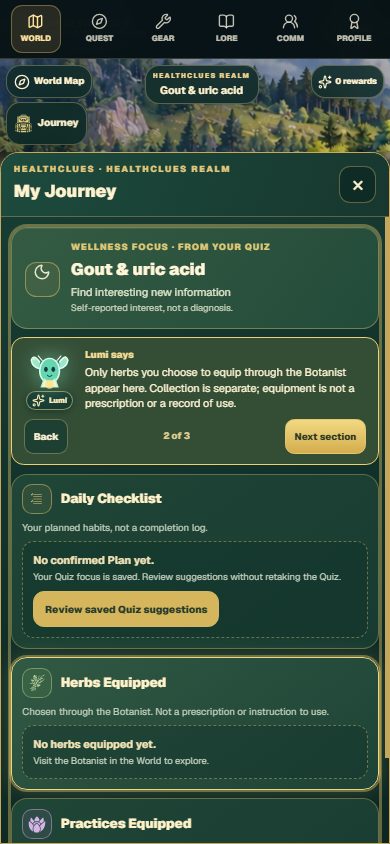 WORLD
QUEST
GEAR
LORE
COMM
PROFILE
World Map
HEALTHCLUES REALM
Gout & uric acid
0 rewards
Journey
HEALTHCLUES · HEALTHCLUES REALM
My Journey
×
WELLNESS FOCUS · FROM YOUR QUIZ
Gout & uric acid
Find interesting new information
Self-reported interest, not a diagnosis.
Lumi says
Only herbs you choose to equip through the Botanist
appear here. Collection is separate; equipment is not a
prescription or a record of use.
Lumi
Back
2 of 3
Next section
Daily Checklist
Your planned habits, not a completion log.
No confirmed Plan yet.
Your Quiz focus is saved. Review suggestions without retaking the Quiz.
Review saved Quiz suggestions
Herbs Equipped
Chosen through the Botanist. Not a prescription or instruction to use.
No herbs equipped yet.
Visit the Botanist in the World to explore.
Practices Equipped